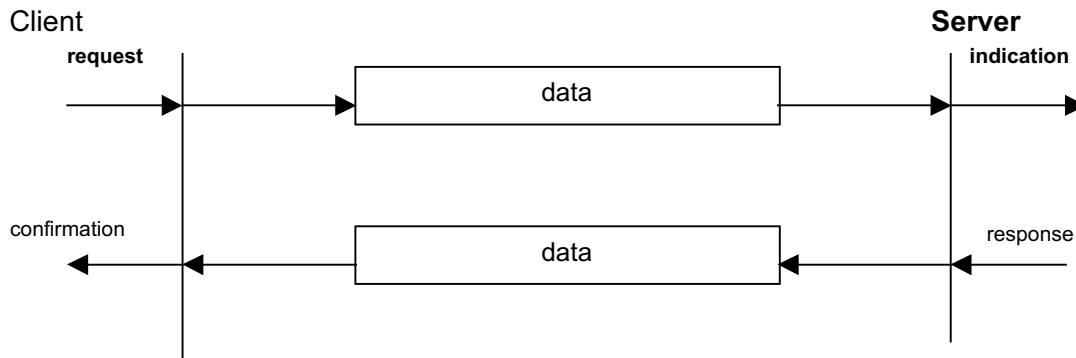 Client
Server
request
indication
data
data
confirmation
response